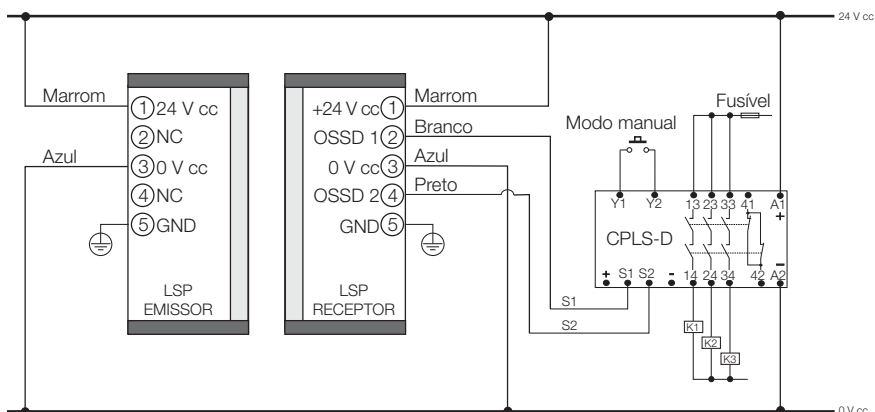 24 V cc
Marrom
1 24 V cc
2 NC
Azul
3 0 V cc
4 NC
5 GND
LSP
EMISSOR
+24 V cc 1
Marrom
OSSD 1 2
Branco
0 V cc 3
Azul
OSSD 2 4
Preto
GND 5
LSP
RECEPTOR
Modo manual
Fusível
Y1 Y2 13 23 33 41 A1
+
CPLS-D
–
+ S1 S2 - 14 24 34 42 A2
S1
S2
K1
K2
K3
0 V cc